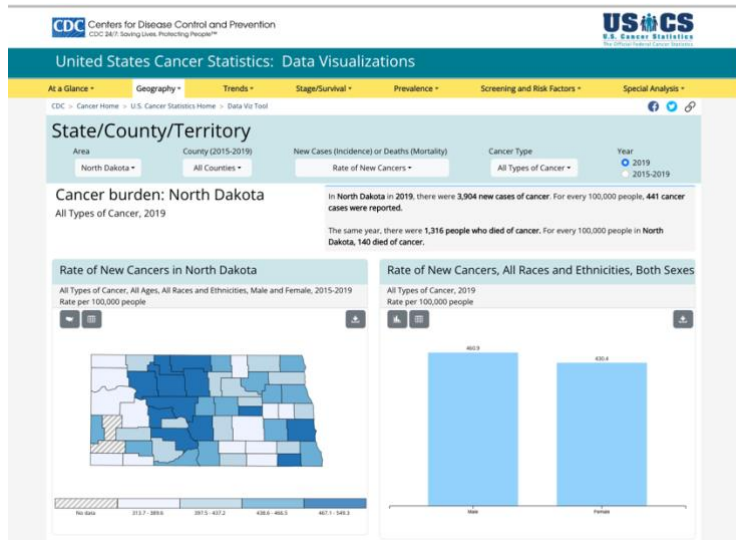 CDC
Centers for Disease Control and Prevention
CDC 24/7: Saving Lives, Protecting People™
USCS
U.S. Cancer Statistics
The Official Federal Cancer Statistics
United States Cancer Statistics: Data Visualizations
At a Glance
Geography
Trends
Stage/Survival
Prevalence
Screening and Risk Factors
Special Analysis
CDC > Cancer Home > U.S. Cancer Statistics Home > Data Viz Tool
State/County/Territory
Area
County (2015-2019)
New Cases (Incidence) or Deaths (Mortality)
Cancer Type
Year
North Dakota
All Counties
Rate of New Cancers
All Types of Cancer
2019
2015-2019
Cancer burden: North Dakota
All Types of Cancer, 2019
In North Dakota in 2019, there were 3,904 new cases of cancer. For every 100,000 people, 441 cancer
cases were reported.
The same year, there were 1,316 people who died of cancer. For every 100,000 people in North
Dakota, 140 died of cancer.
Rate of New Cancers in North Dakota
All Types of Cancer, All Ages, All Races and Ethnicities, Male and Female, 2015-2019
Rate per 100,000 people
No data
397.5 - 437.2
467.1 - 549.3
Rate of New Cancers, All Races and Ethnicities, Both Sexes
All Types of Cancer, 2019
Rate per 100,000 people
460.9
430.4
Male
Female